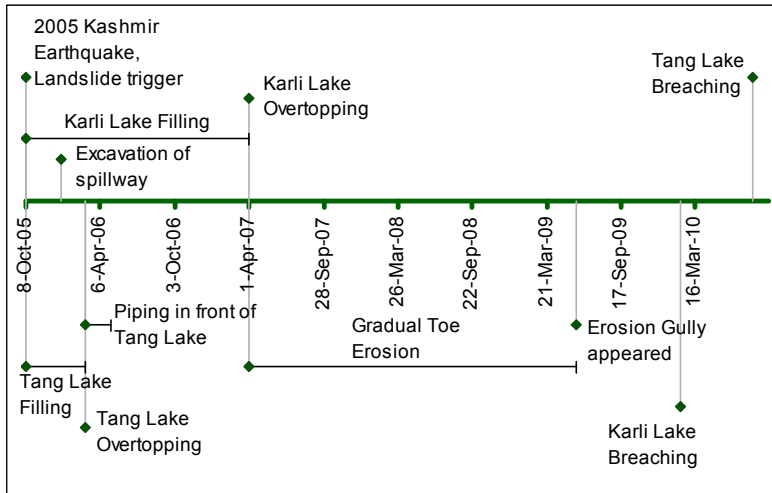 2005 Kashmir
Earthquake,
Landslide trigger
Karli Lake
Overtopping
Tang Lake
Breaching
Karli Lake Filling
Excavation of
spillway
8-Oct-05
6-Apr-06
3-Oct-06
1-Apr-07
28-Sep-07
26-Mar-08
22-Sep-08
21-Mar-09
17-Sep-09
16-Mar-10
Piping in front of
Tang Lake
Gradual Toe
Erosion
Erosion Gully
appeared
Tang Lake
Filling
Tang Lake
Overtopping
Karli Lake
Breaching